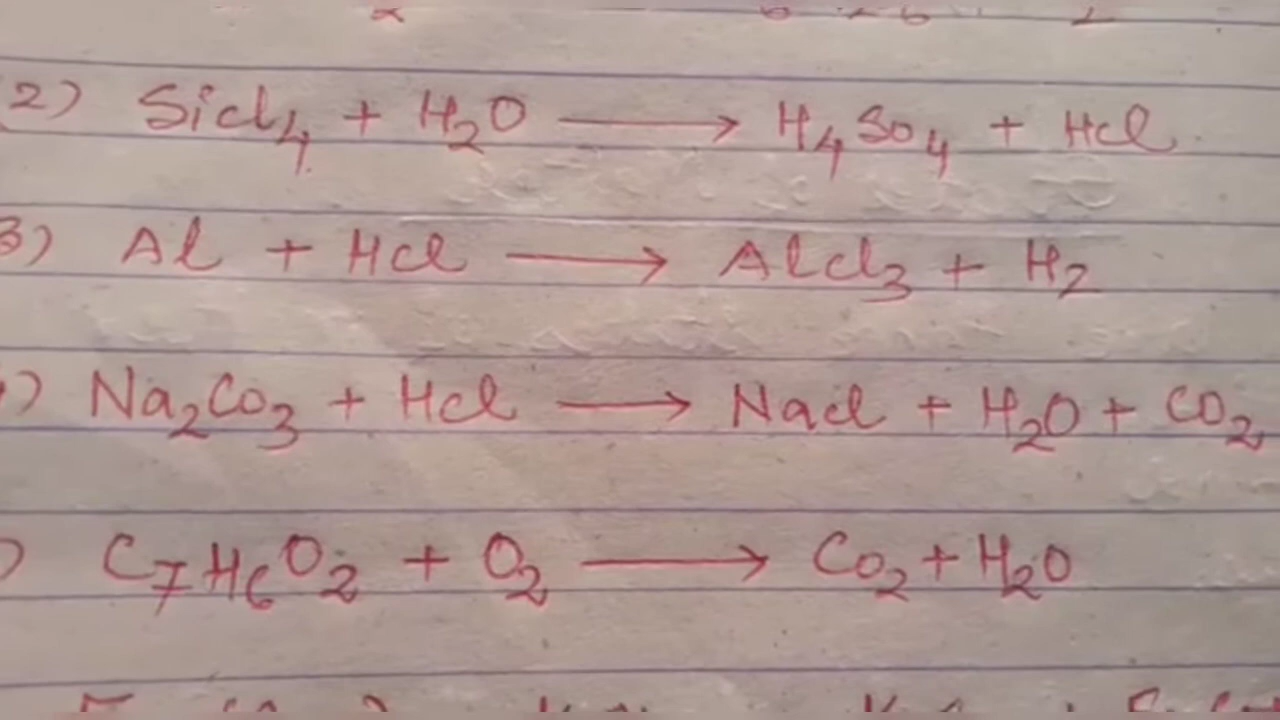 2) Sicl₄ + H₂O ⟶ H₄So₄ + Hcl
3) Al + Hcl ⟶ Alcl₃ + H₂
) Na₂Co₃ + Hcl ⟶ Nacl + H₂O + CO₂
) C₇H₆O₂ + O₂ ⟶ Co₂ + H₂O